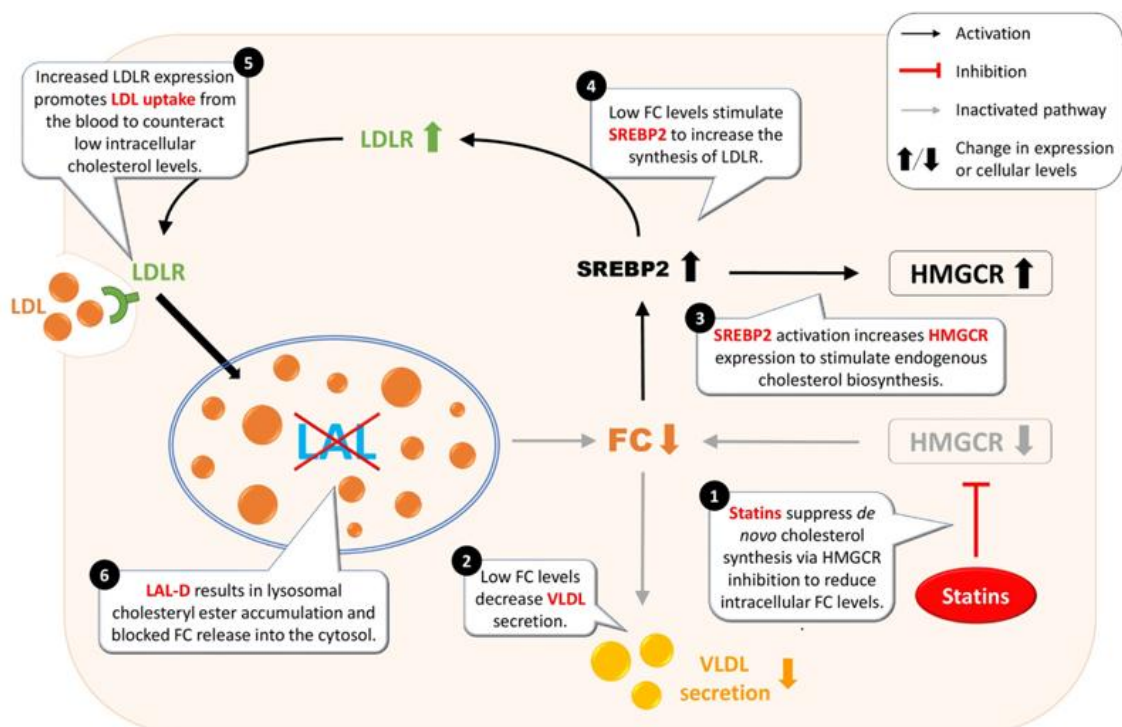 5
Increased LDLR expression
promotes LDL uptake from
the blood to counteract
low intracellular
cholesterol levels.
LDLR
4
Low FC levels stimulate
SREBP2 to increase the
synthesis of LDLR.
Activation
Inhibition
Inactivated pathway
/
Change in expression
or cellular levels
LDLR
LDL
SREBP2
HMGCR
3
SREBP2 activation increases HMGCR
expression to stimulate endogenous
cholesterol biosynthesis.
LAL
FC
HMGCR
1
Statins suppress de
novo cholesterol
synthesis via HMGCR
inhibition to reduce
intracellular FC levels.
Statins
2
Low FC levels
decrease VLDL
secretion.
6
LAL-D results in lysosomal
cholesteryl ester accumulation and
blocked FC release into the cytosol.
VLDL
secretion